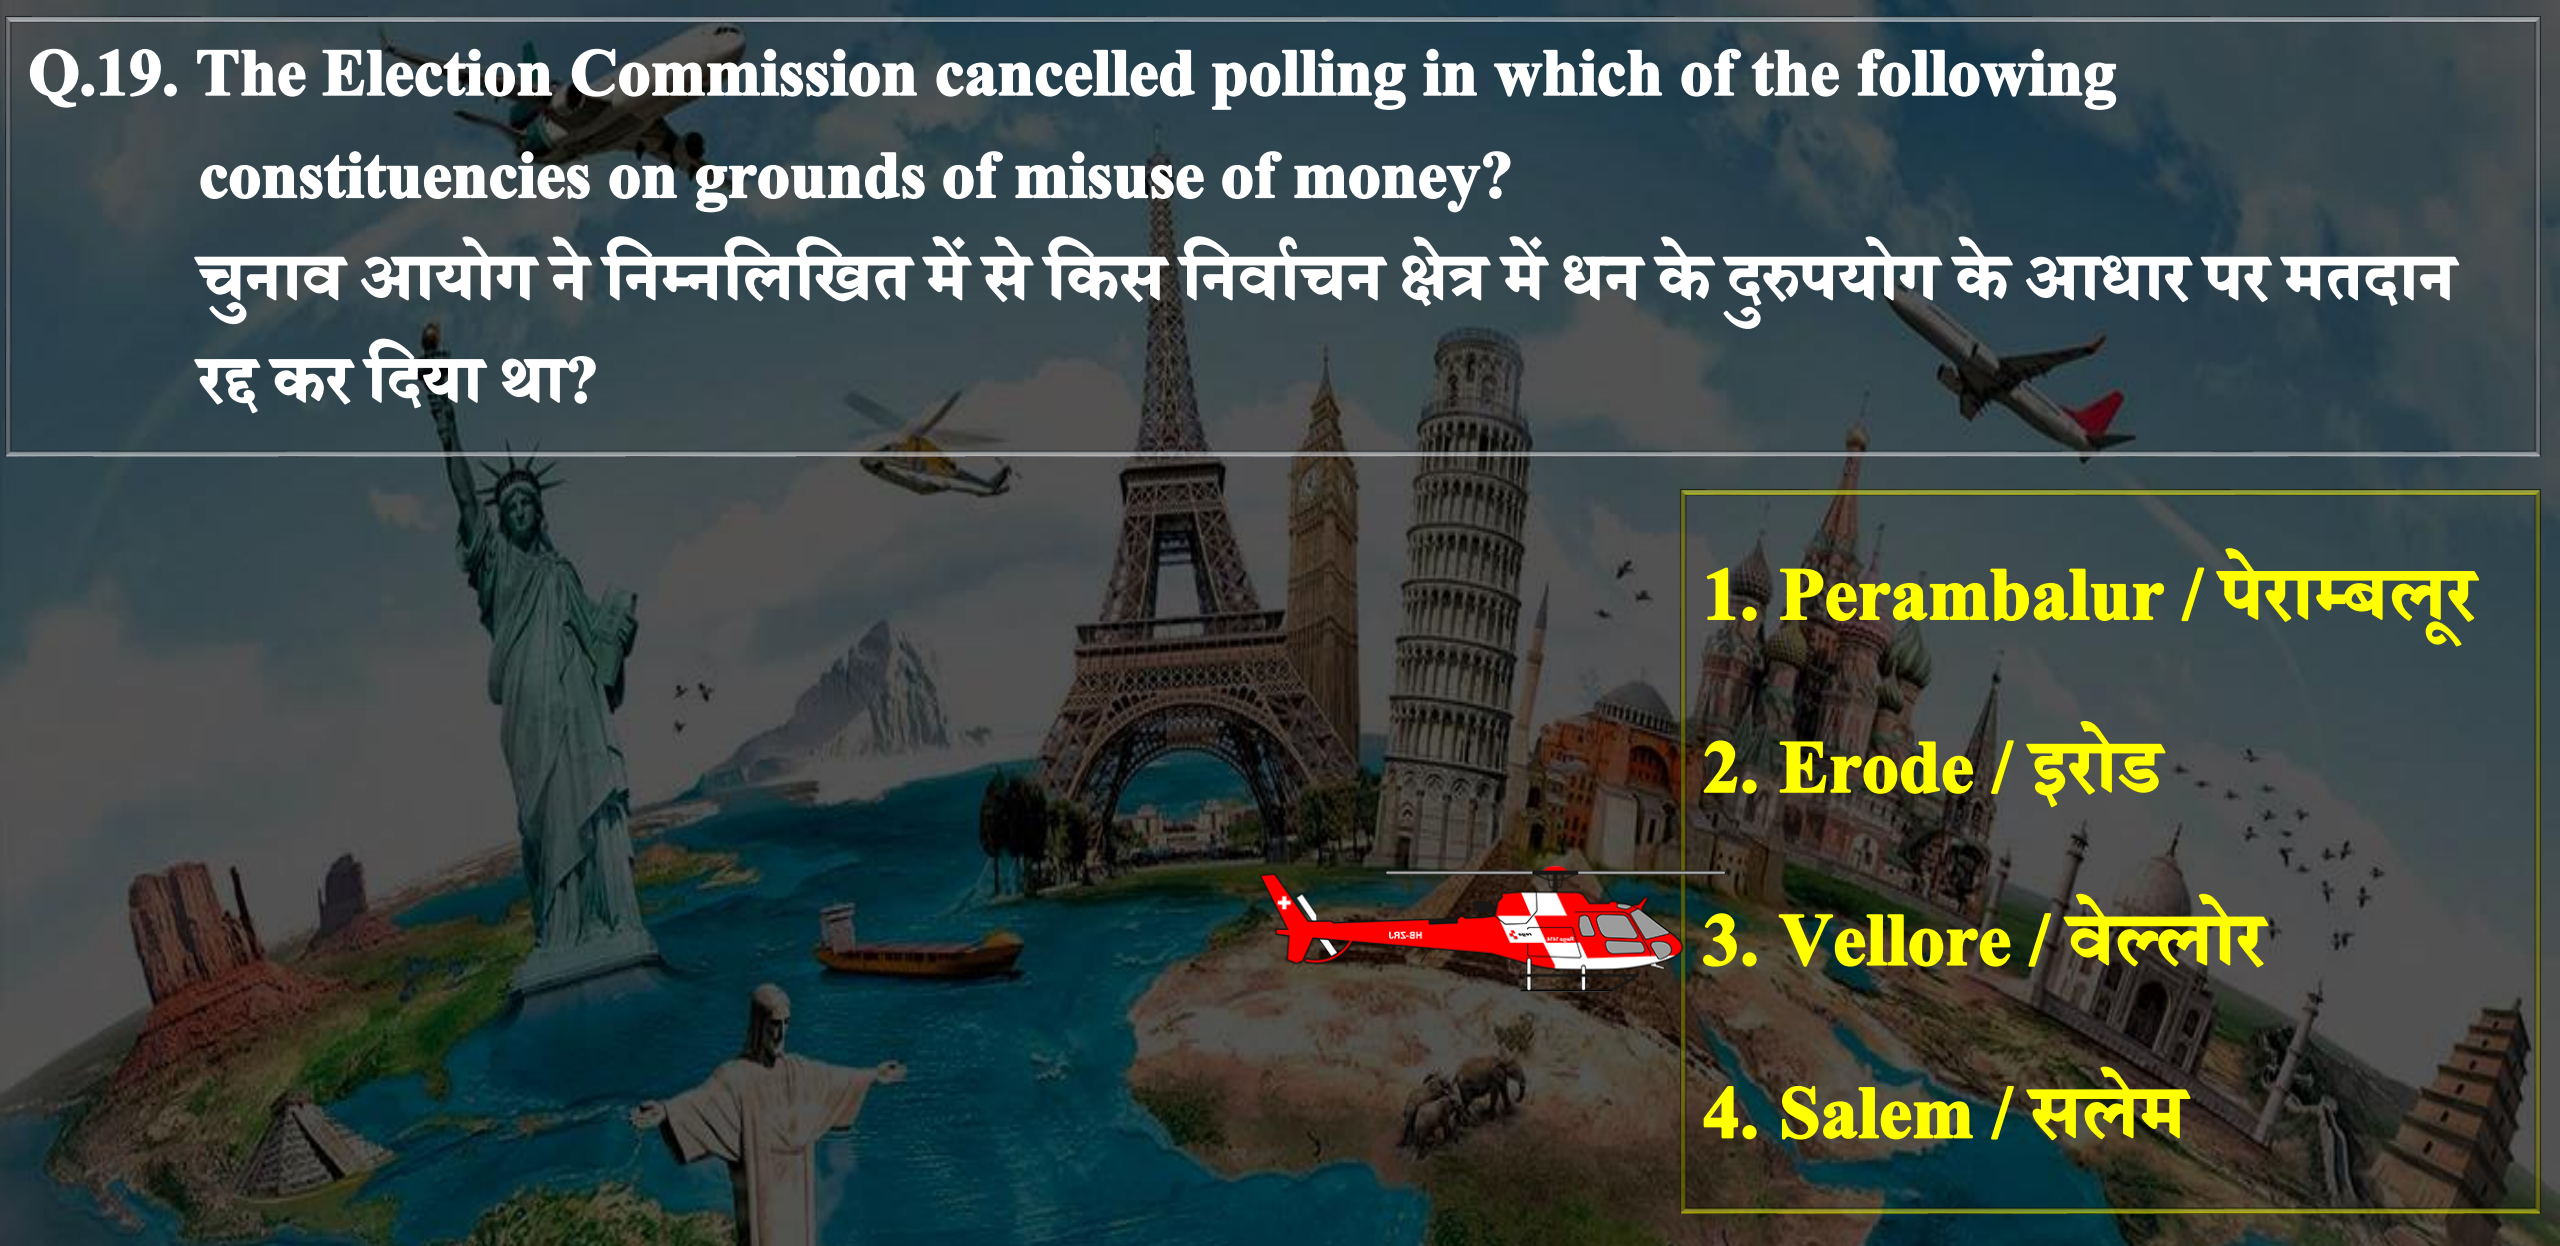 Q.19. The Election Commission cancelled polling in which of the following
constituencies on grounds of misuse of money?
चुनाव आयोग ने निम्नलिखित में से किस निर्वाचन क्षेत्र में धन के दुरुपयोग के आधार पर मतदान
रद्द कर दिया था?
1. Perambalur / पेराम्बलूर
2. Erode / इरोड
3. Vellore / वेल्लोर
4. Salem / सलेम
HB-ZRJ